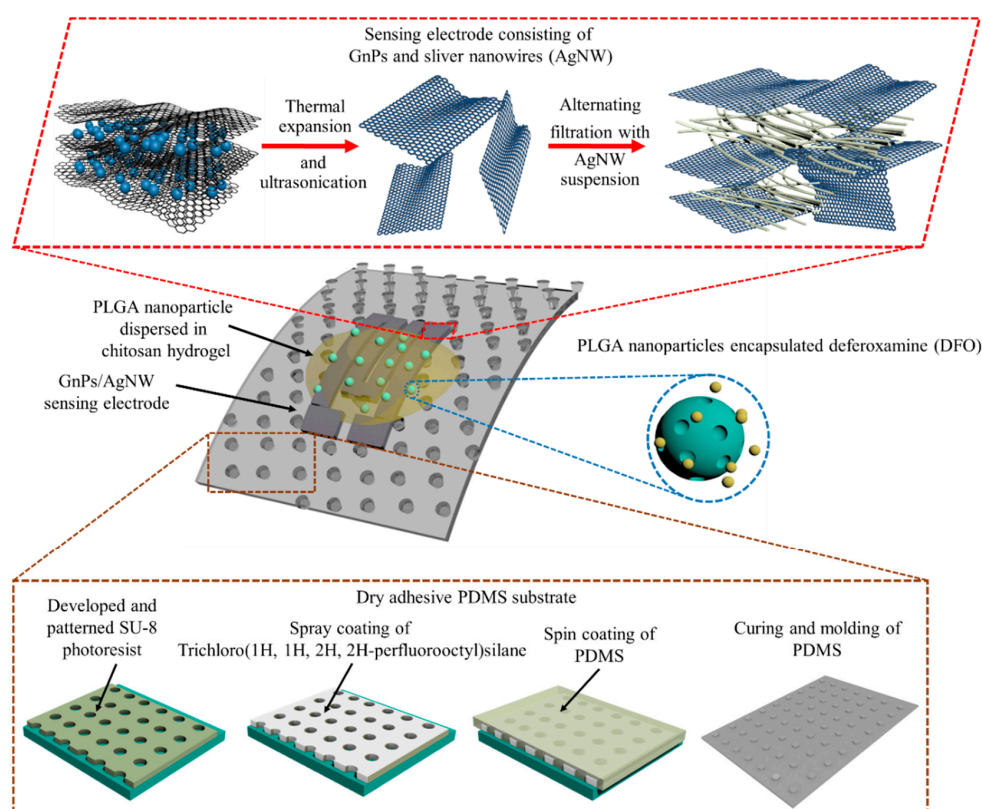 Sensing electrode consisting of
GnPs and sliver nanowires (AgNW)
Thermal
expansion
and
ultrasonication
Alternating
filtration with
AgNW
suspension
PLGA nanoparticle
dispersed in
chitosan hydrogel
GnPs/AgNW
sensing electrode
PLGA nanoparticles encapsulated deferoxamine (DFO)
Dry adhesive PDMS substrate
Developed and
patterned SU-8
photoresist
Spray coating of
Trichloro(1H, 1H, 2H, 2H-perfluorooctyl)silane
Spin coating of
PDMS
Curing and molding of
PDMS